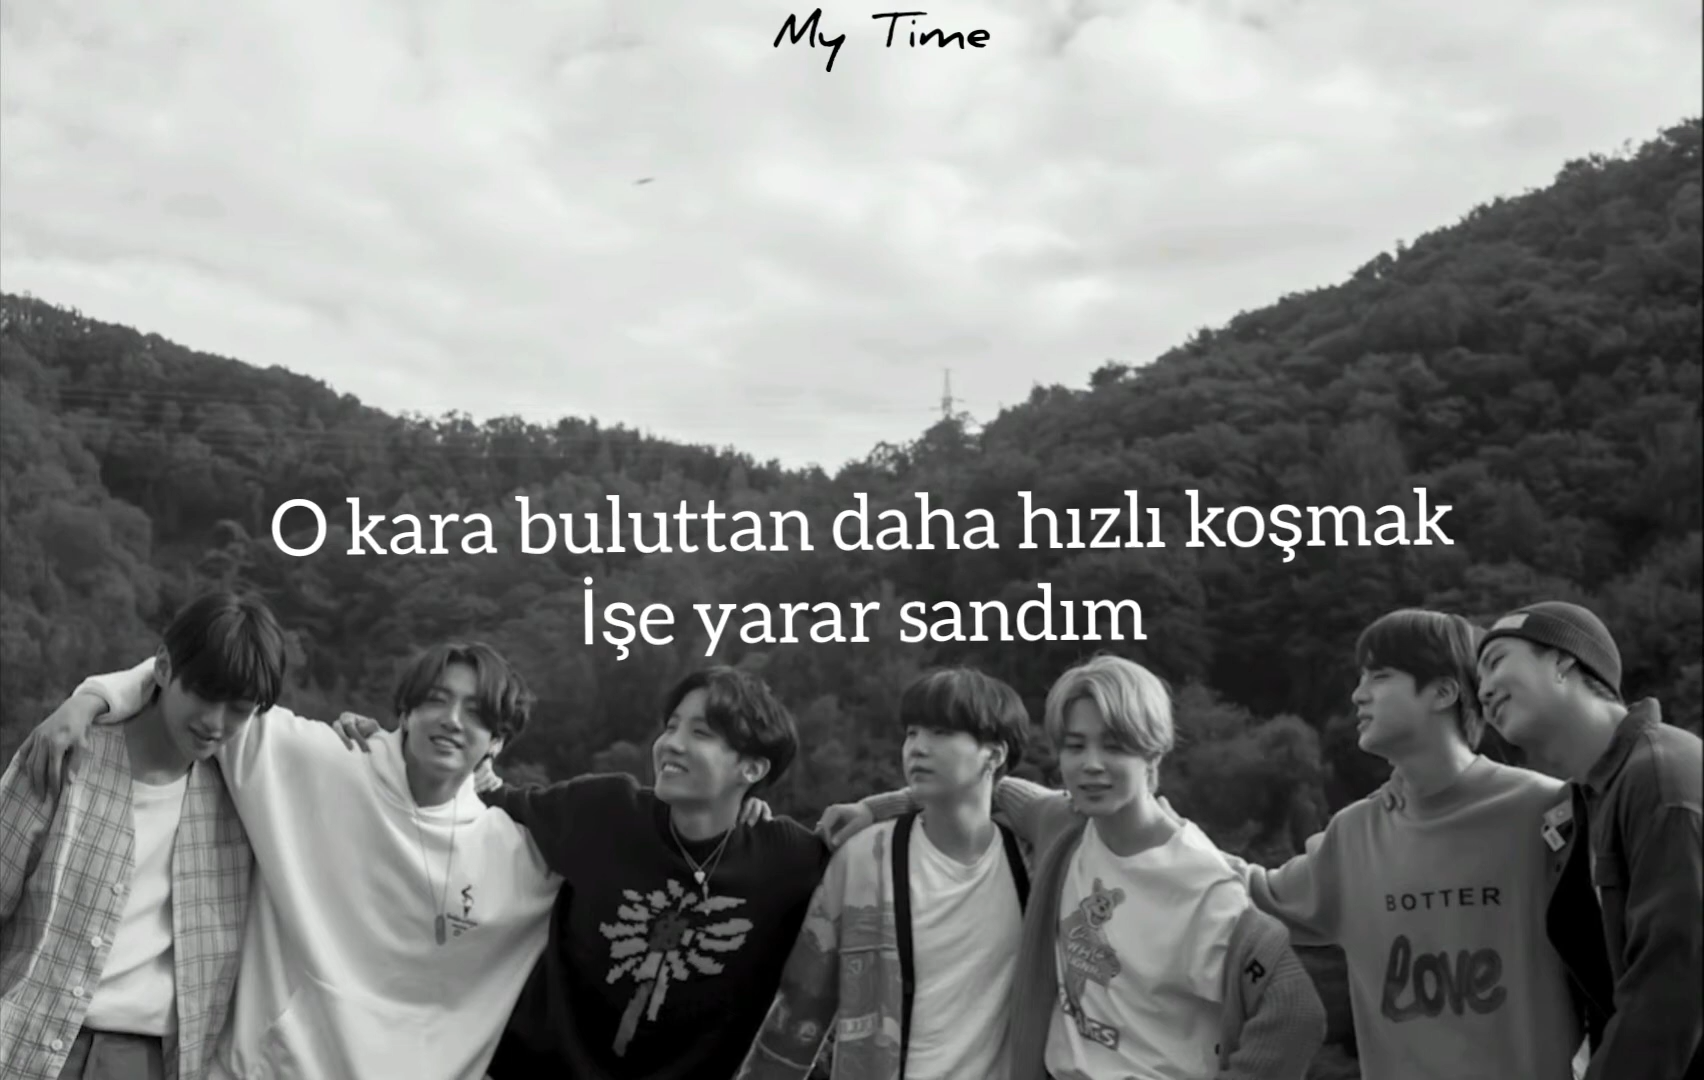 My Time
O kara buluttan daha hızlı koşmak
İşe yarar sandım
BOTTER
love
R